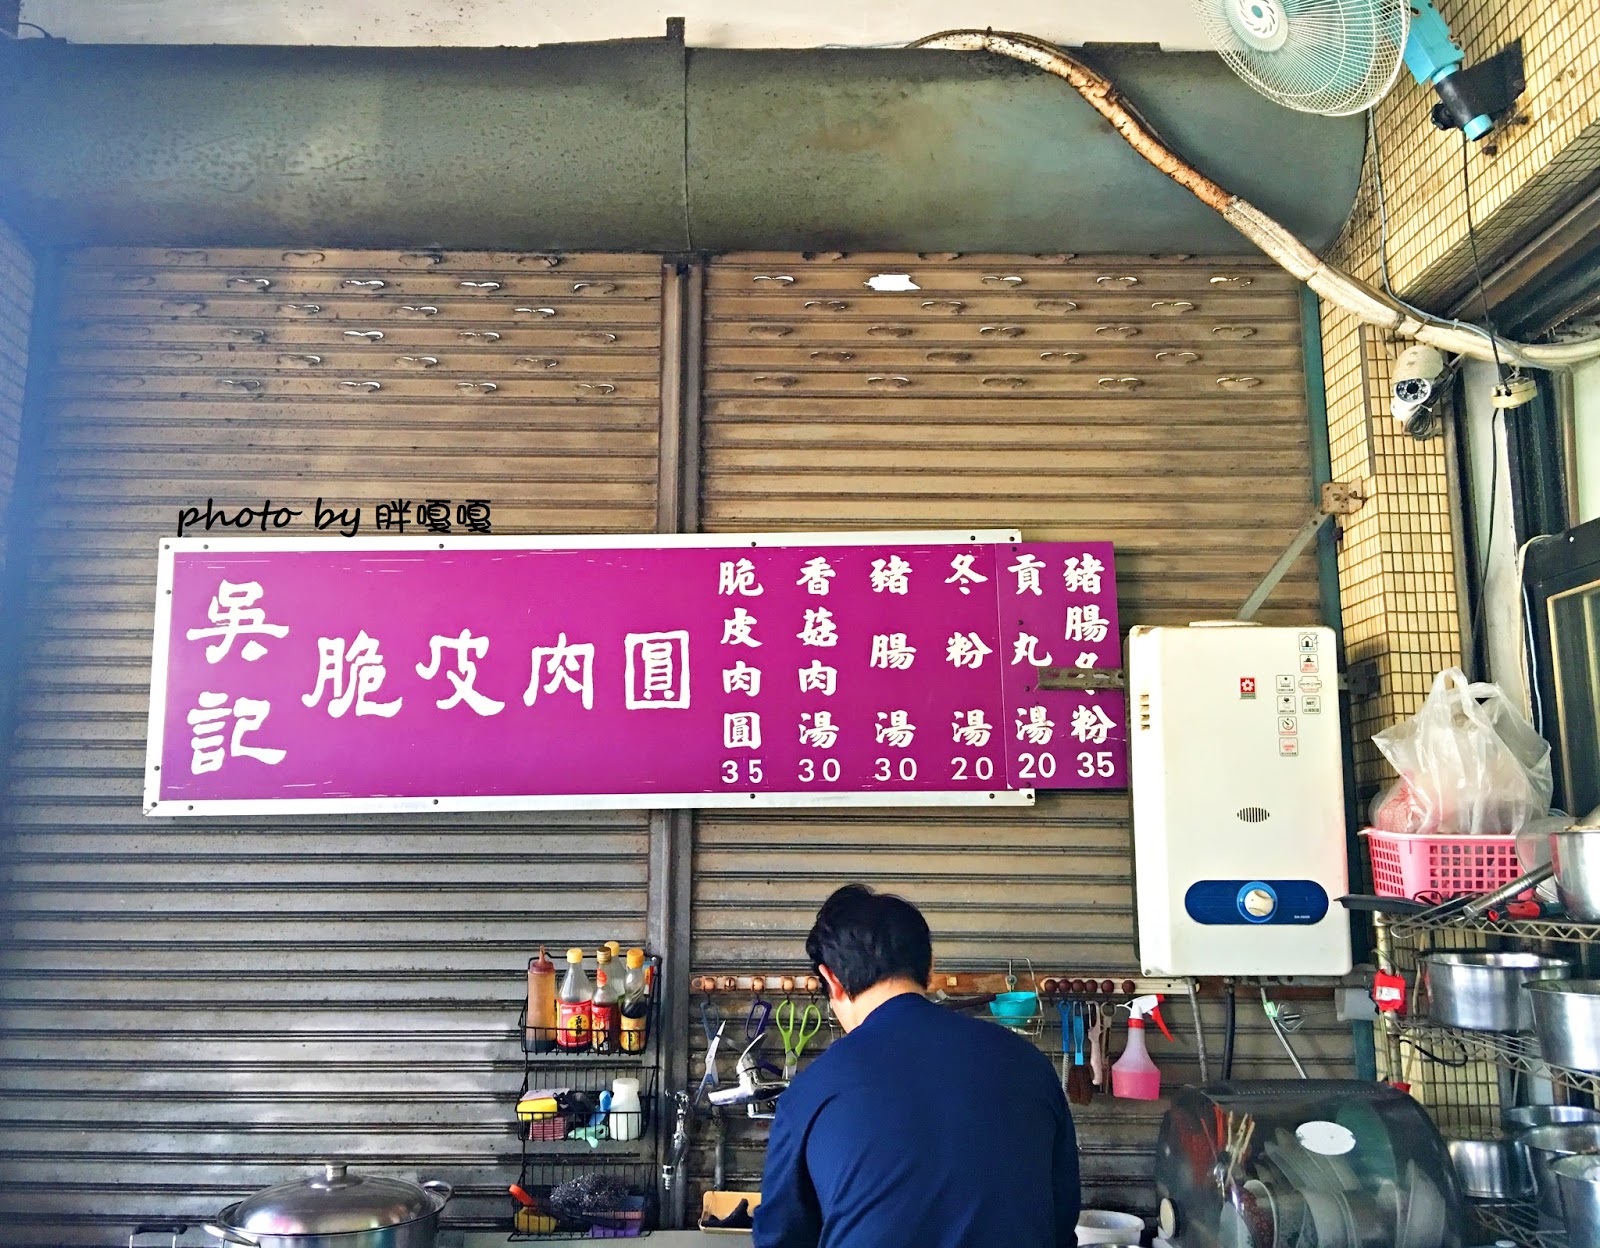 photo by 胖嘎嘎
吳記
脆皮肉圓
脆皮肉圓 35
香菇肉湯 30
豬腸湯 30
冬粉湯 20
貢丸湯 20
豬腸冬粉 35